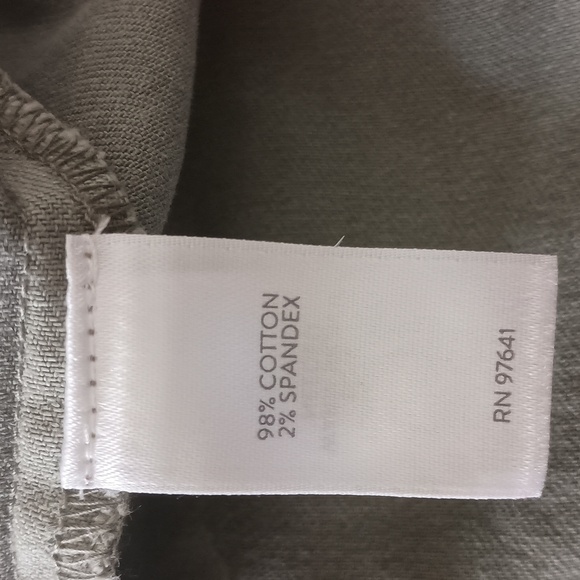 98% COTTON
2% SPANDEX
RN 97641